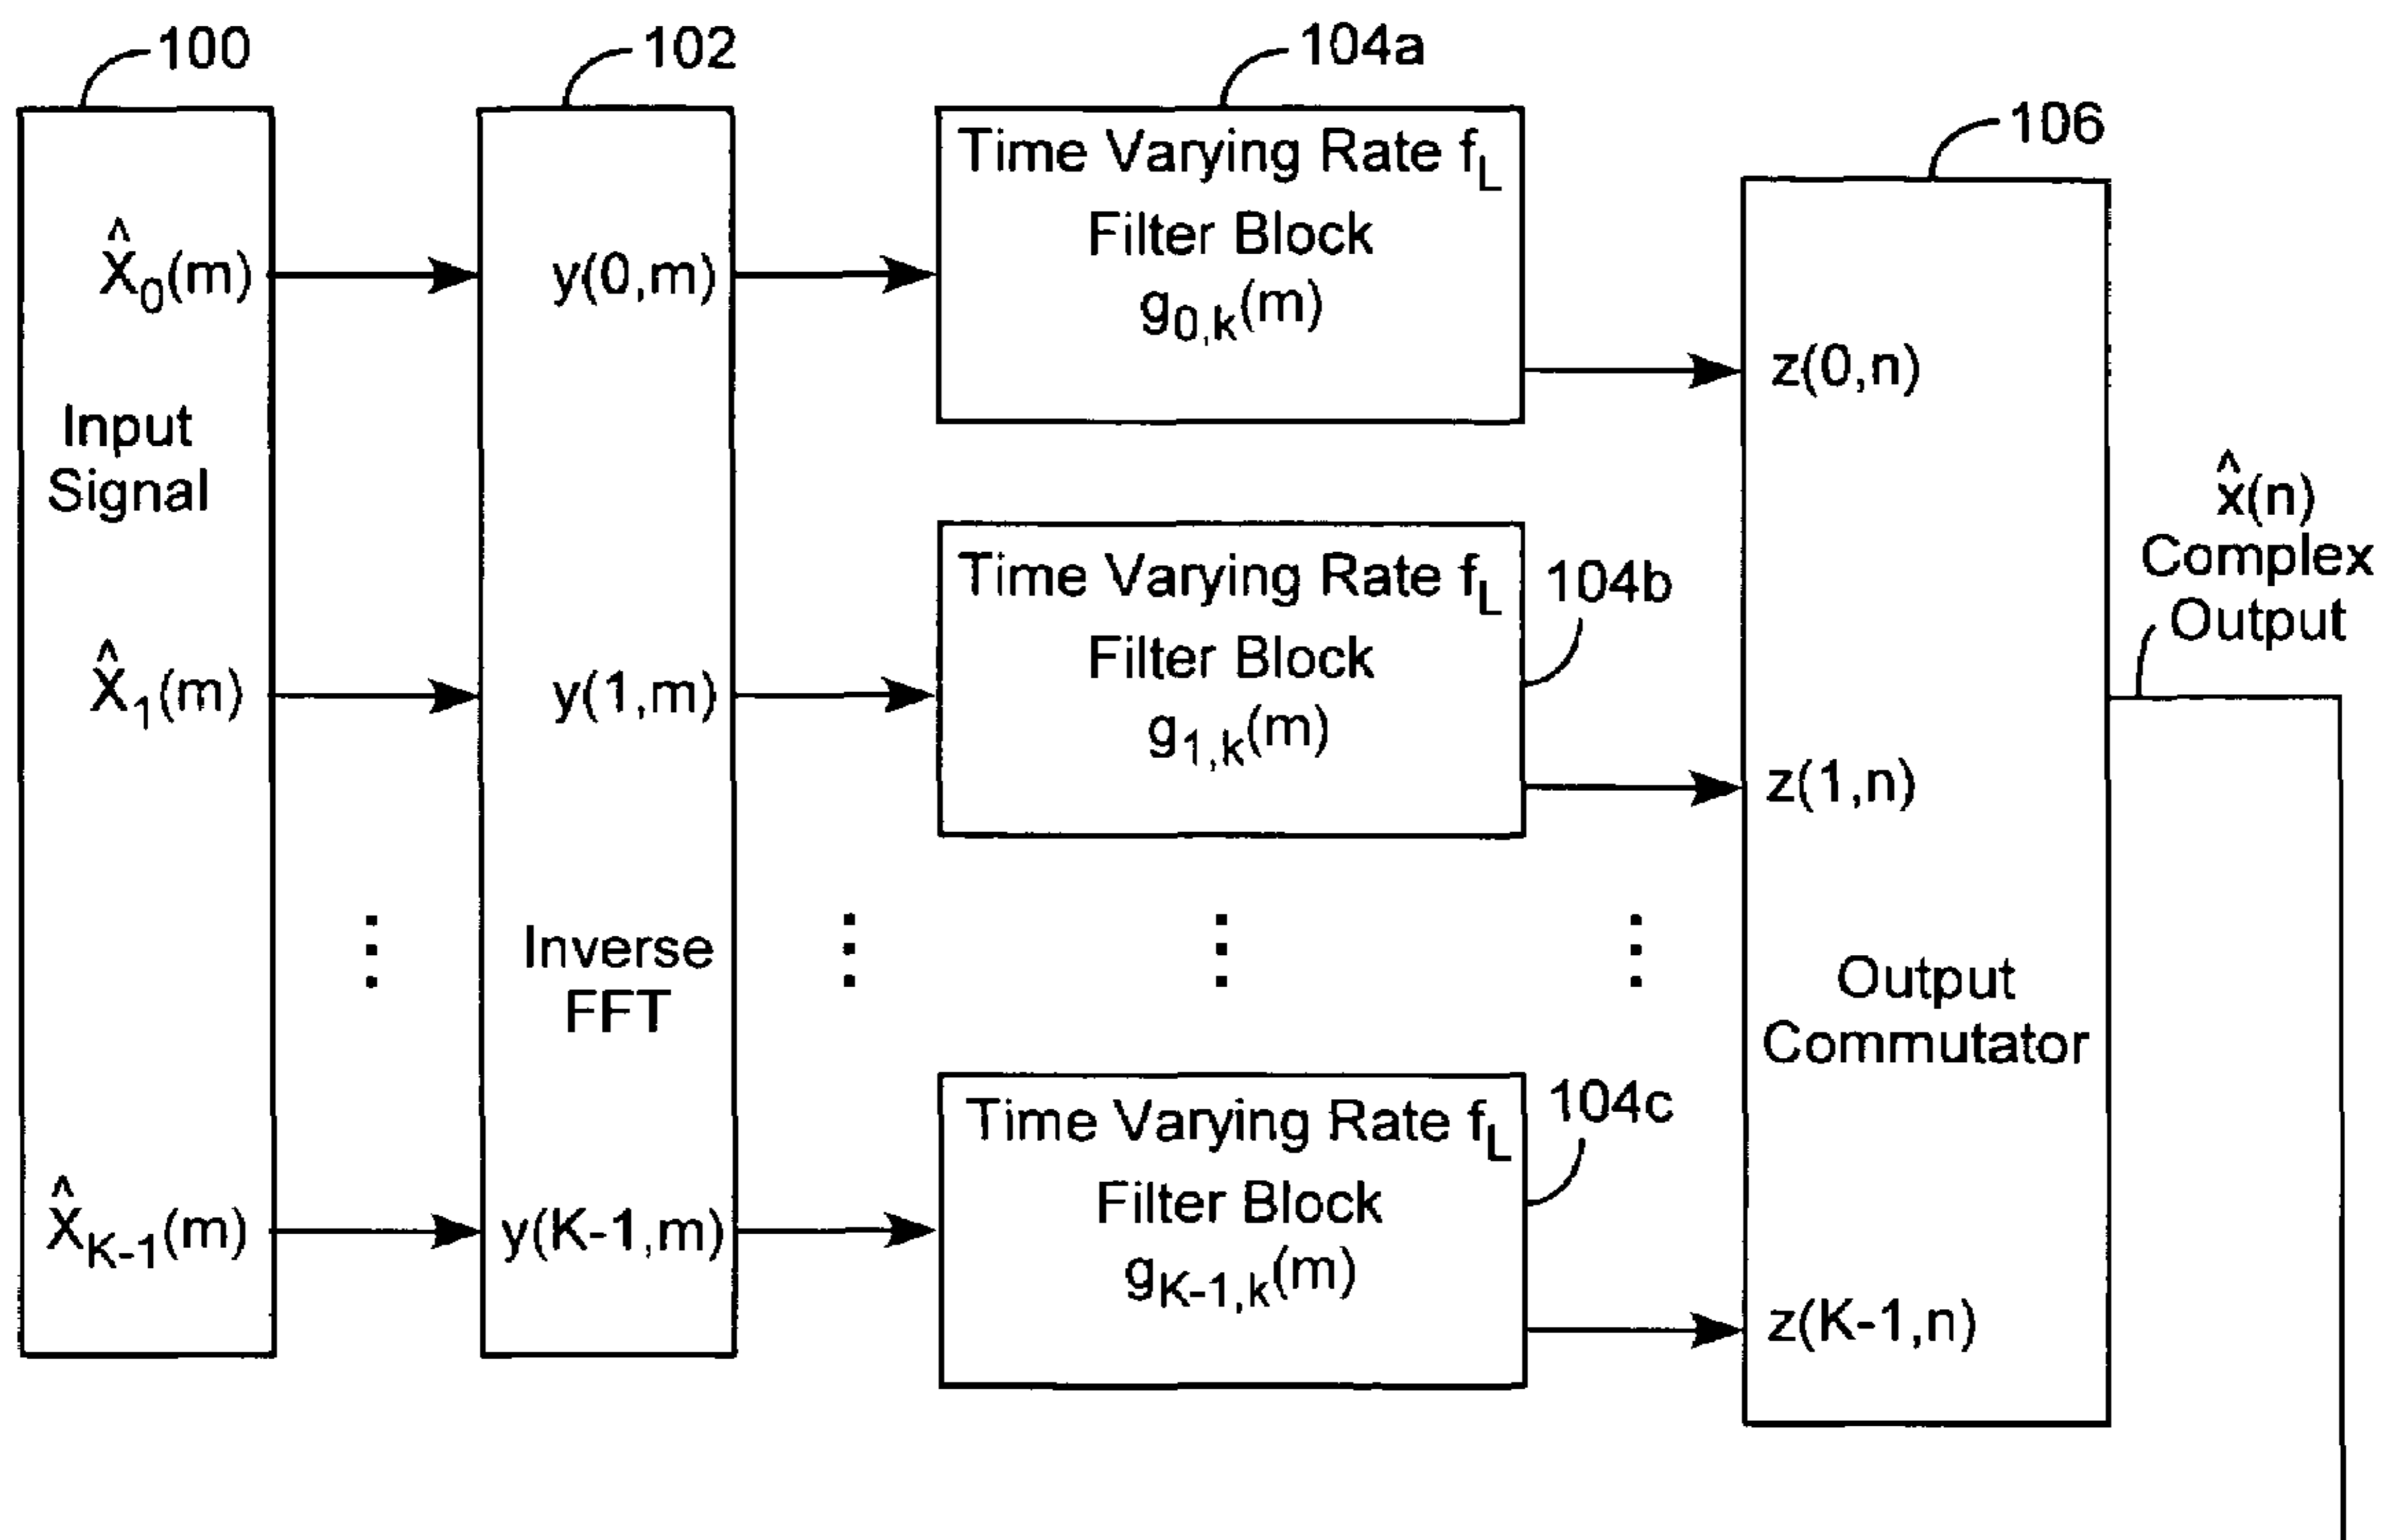 100
102
104a
106
X̂₀(m)
Input
Signal
X̂₁(m)
X̂K-1(m)
y(0,m)
y(1,m)
Inverse
FFT
y(K-1,m)
Time Varying Rate fL
Filter Block
g0,k(m)
Time Varying Rate fL
Filter Block
g1,k(m)
104b
Time Varying Rate fL
Filter Block
gK-1,k(m)
104c
z(0,n)
z(1,n)
Output
Commutator
z(K-1,n)
x̂(n)
Complex
Output